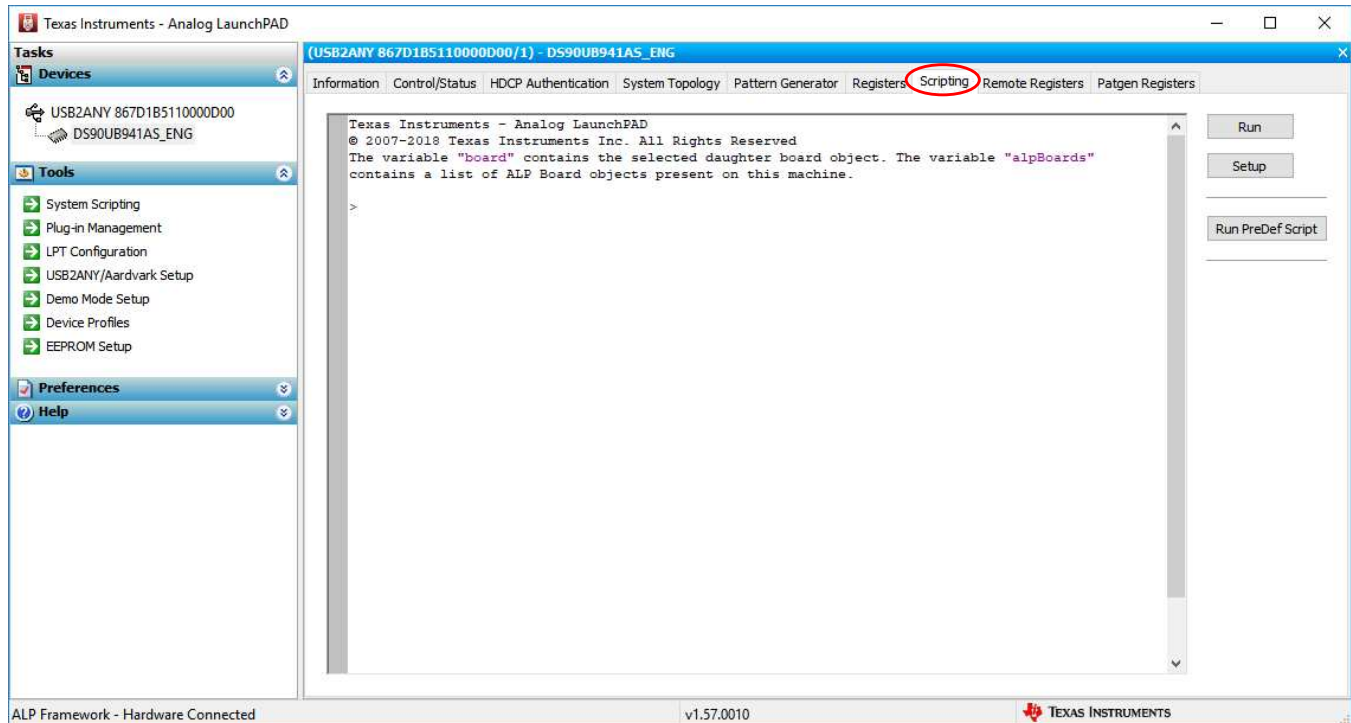 Texas Instruments - Analog LaunchPAD
Tasks
Devices
USB2ANY 867D1B5110000D00
DS90UB941AS_ENG
Tools
System Scripting
Plug-in Management
LPT Configuration
USB2ANY/Aardvark Setup
Demo Mode Setup
Device Profiles
EEPROM Setup
Preferences
Help
(USB2ANY 867D1B5110000D00/1) - DS90UB941AS_ENG
Information Control/Status HDCP Authentication System Topology Pattern Generator Registers Scripting Remote Registers Patgen Registers
Texas Instruments - Analog LaunchPAD
© 2007-2018 Texas Instruments Inc. All Rights Reserved
The variable "board" contains the selected daughter board object. The variable "alpBoards"
contains a list of ALP Board objects present on this machine.
>
Run
Setup
Run PreDef Script
ALP Framework - Hardware Connected
v1.57.0010
TEXAS INSTRUMENTS